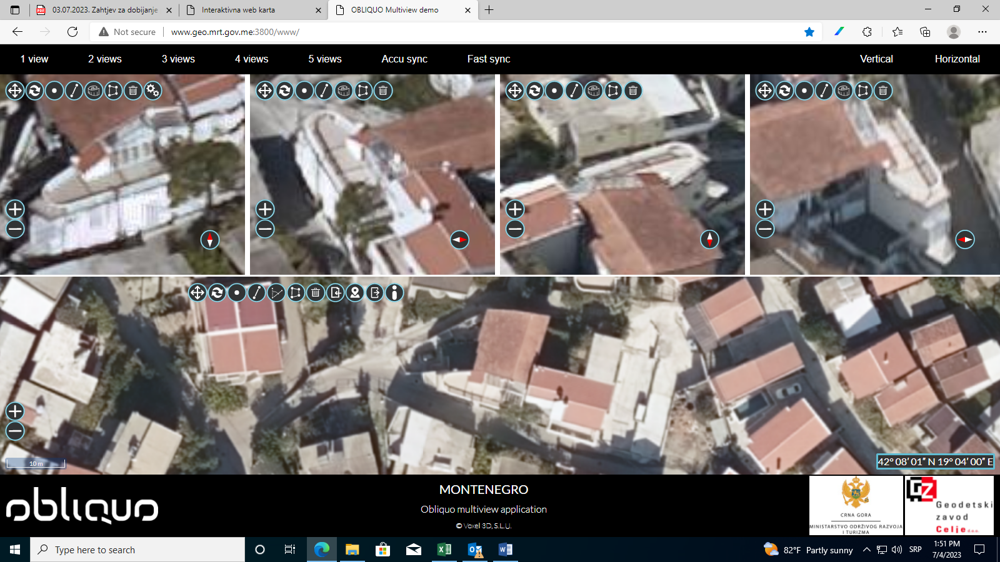 03.07.2023. Zahtjev za dobijanje
Interaktivna web karta
OBLIQUO Multiview demo
Not secure
www.geo.mrt.gov.me:3800/www/
1 view
2 views
3 views
4 views
5 views
Accu sync
Fast sync
Vertical
Horizontal
10 m
42° 08′ 01″ N 19° 04′ 00″ E
obliquo
MONTENEGRO
Obliquo multiview application
© Voxel 3D, S.L.U.
CRNA GORA
MINISTARSTVO ODRŽIVOG RAZVOJA
I TURIZMA
GZ
Geodetski
zavod
Celje d.o.o.
Type here to search
82°F Partly sunny
SRP
1:51 PM
7/4/2023